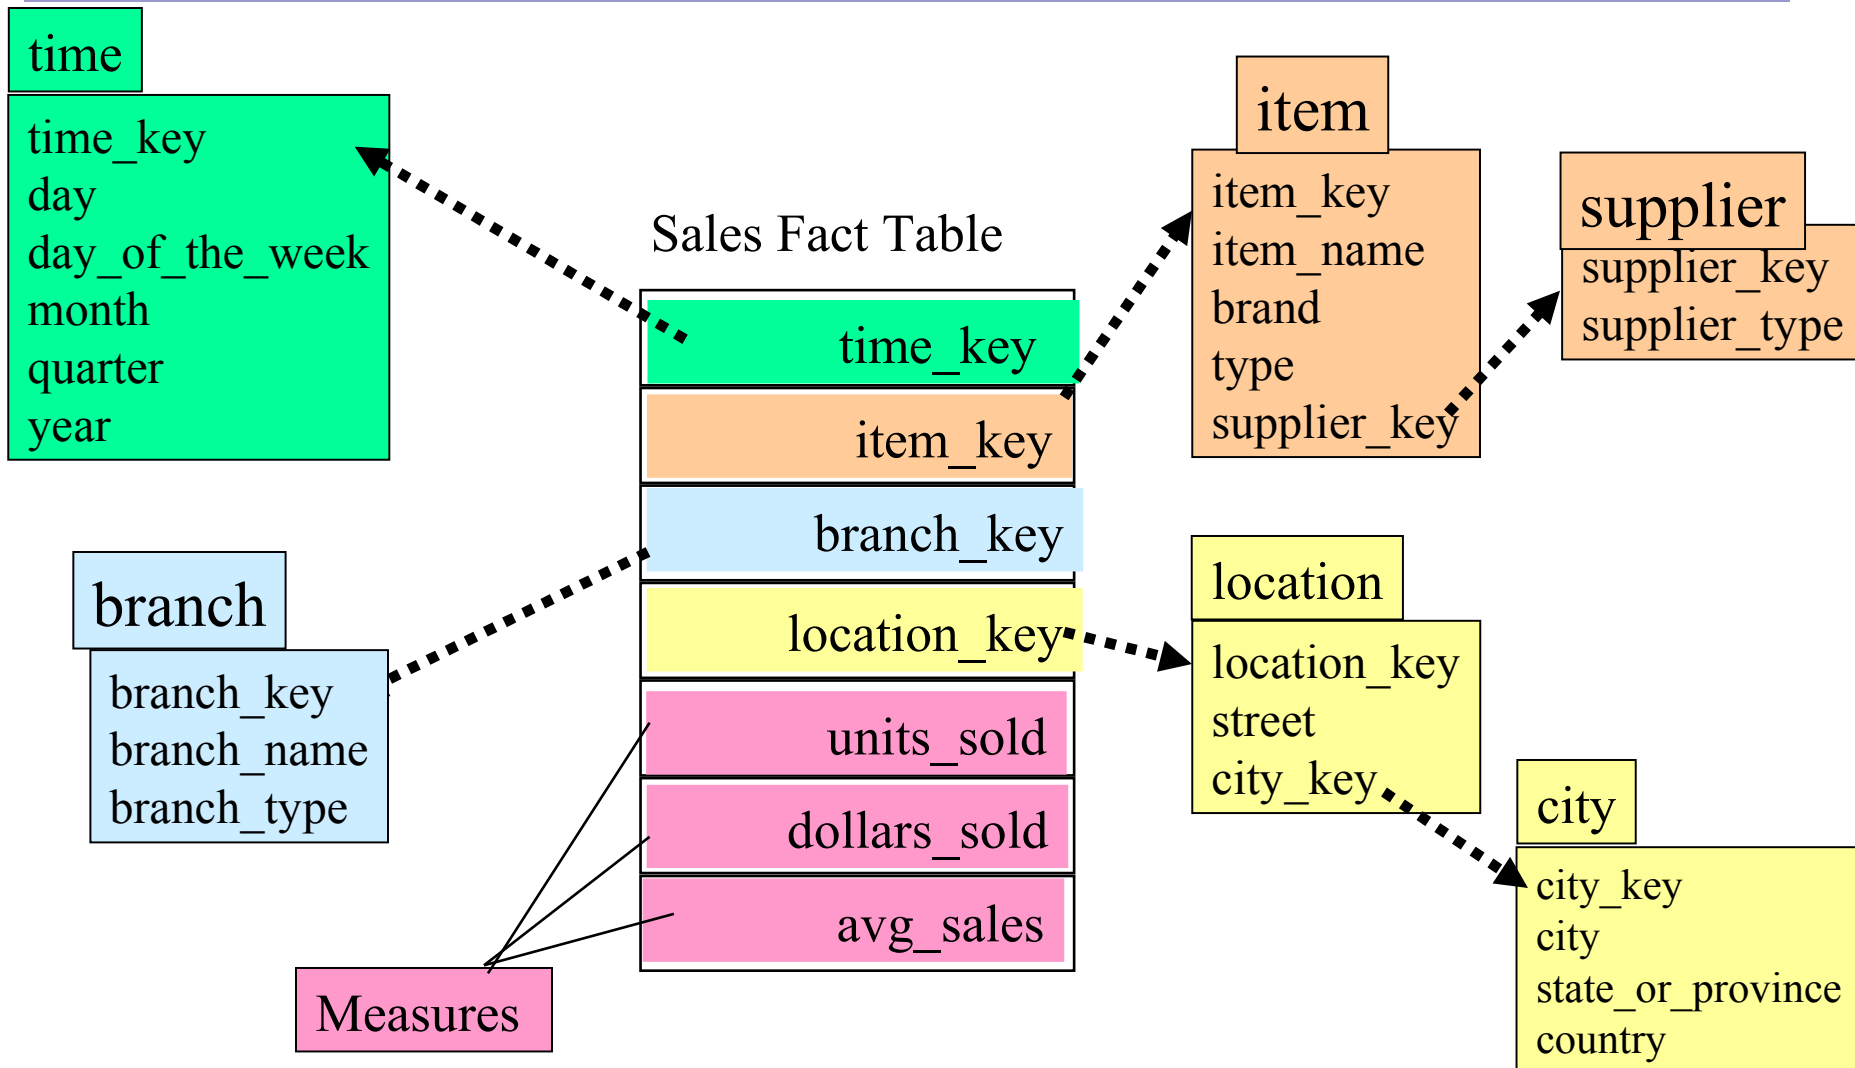 time
time_key
day
day_of_the_week
month
quarter
year
Sales Fact Table
time_key
item_key
branch_key
location_key
units_sold
dollars_sold
avg_sales
item
item_key
item_name
brand
type
supplier_key
supplier
supplier_key
supplier_type
branch
branch_key
branch_name
branch_type
location
location_key
street
city_key
city
city_key
city
state_or_province
country
Measures